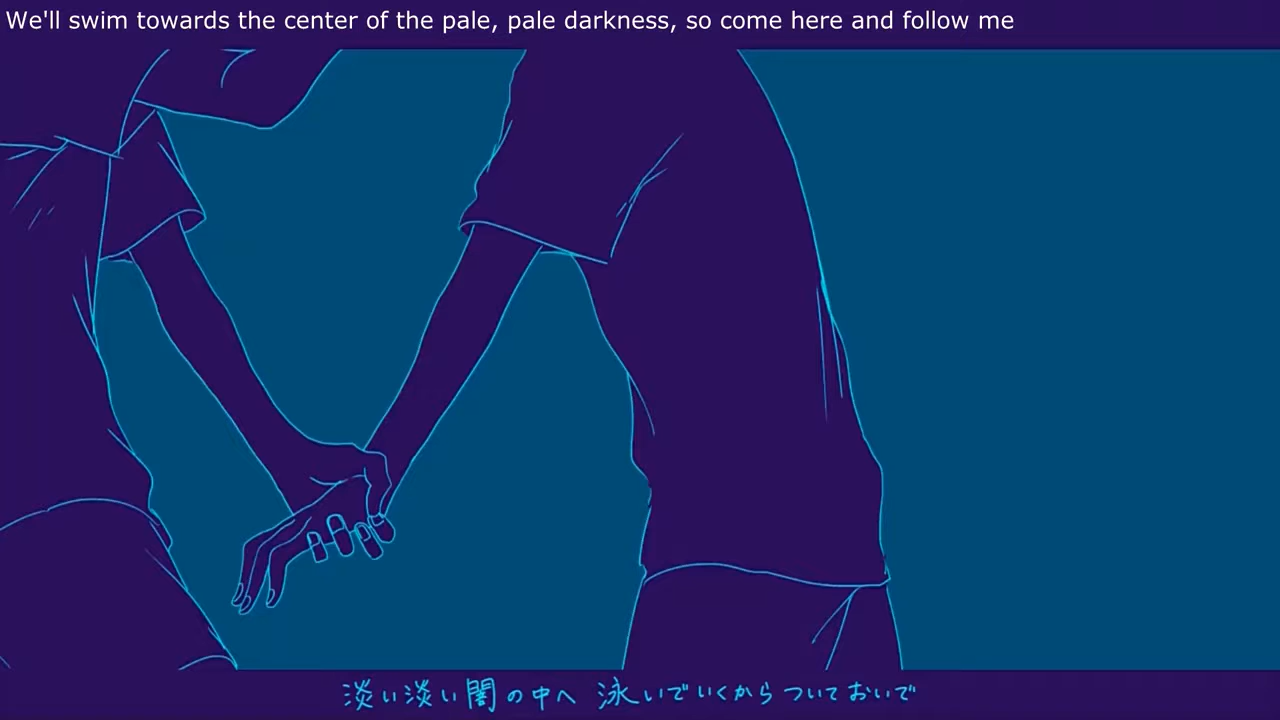 We'll swim towards the center of the pale, pale darkness, so come here and follow me
淡い淡い闇の中へ 泳いでいくから ついておいで